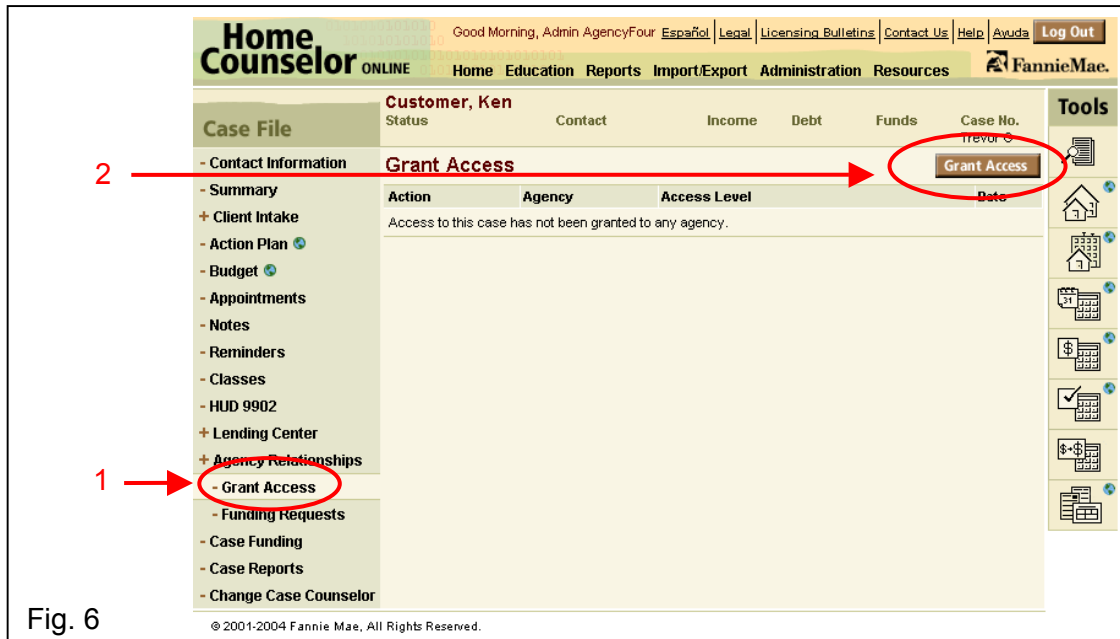 Home Counselor ONLINE
Good Morning, Admin AgencyFour Español Legal Licensing Bulletins Contact Us Help Ayuda Log Out
Home Education Reports Import/Export Administration Resources
FannieMae.
Case File
Customer, Ken
Status Contact Income Debt Funds Case No.
Tools
- Contact Information
- Summary
+ Client Intake
- Action Plan
- Budget
- Appointments
- Notes
- Reminders
- Classes
- HUD 9902
+ Lending Center
+ Agency Relationships
- Grant Access
- Funding Requests
- Case Funding
- Case Reports
- Change Case Counselor
2
Grant Access
Grant Access
Action Agency Access Level Date
Access to this case has not been granted to any agency.
1
31
$
$+$
Fig. 6
© 2001-2004 Fannie Mae, All Rights Reserved.